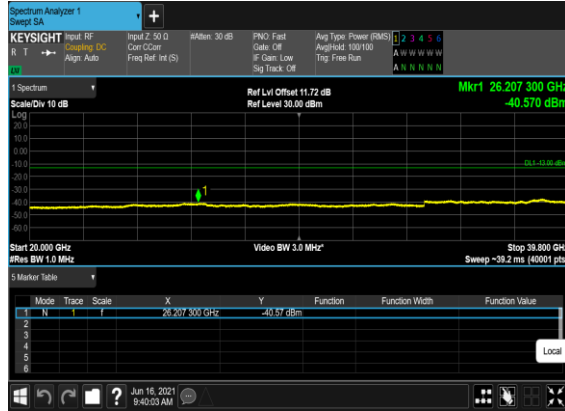 Spectrum Analyzer 1
Swept SA
KEYSIGHT
R T
LV
Input: RF
Coupling: DC
Align: Auto
Input Z: 50 Ω
Corr CCorr
Freq Ref: Int (S)
#Atten: 30 dB
PNO: Fast
Gate: Off
IF Gain: Low
Sig Track: Off
Avg Type: Power (RMS)
Avg|Hold: 100/100
Trig: Free Run
1 2 3 4 5 6
A W W W W W
A N N N N N
1 Spectrum
Scale/Div 10 dB
Log
Ref Lvl Offset 11.72 dB
Ref Level 30.00 dBm
Mkr1 26.207 300 GHz
-40.570 dBm
20.0
10.0
0.00
-10.0
-20.0
-30.0
-40.0
-50.0
-60.0
DL1 -13.00 dBm
1
Start 20.000 GHz
#Res BW 1.0 MHz
Video BW 3.0 MHz*
Stop 39.800 GHz
Sweep ~39.2 ms (40001 pts)
5 Marker Table
Mode Trace Scale X Y Function Function Width Function Value
1 N 1 f 26.207 300 GHz -40.57 dBm
2
3
4
5
6
Local
?
Jun 16, 2021
9:40:03 AM